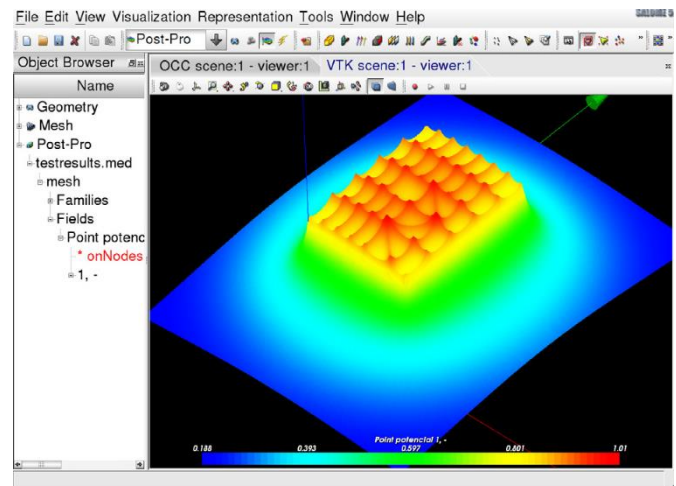 File Edit View Visualization Representation Tools Window Help
Post-Pro
Object Browser
OCC scene:1 - viewer:1 VTK scene:1 - viewer:1
Name
Geometry
Mesh
Post-Pro
testresults.med
mesh
Families
Fields
Point potenc
* onNodes
1, -
Point potencial 1, -
0.188 0.393 0.597 0.801 1.01